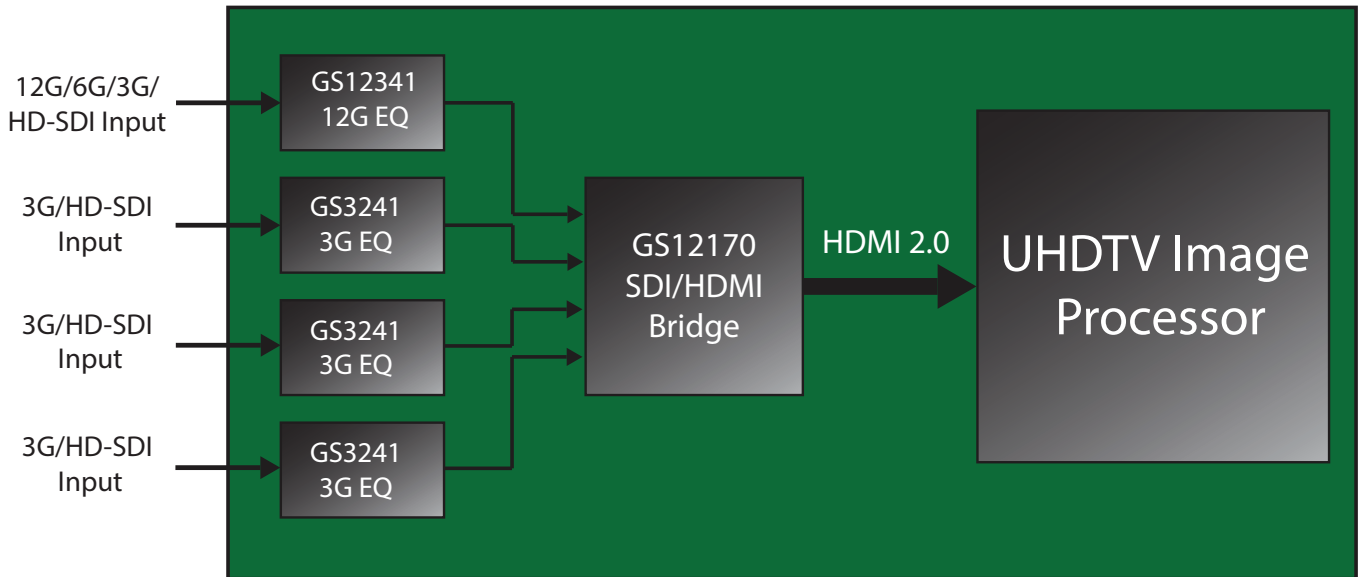 12G/6G/3G/
HD-SDI Input
GS12341
12G EQ
3G/HD-SDI
Input
GS3241
3G EQ
3G/HD-SDI
Input
GS3241
3G EQ
3G/HD-SDI
Input
GS3241
3G EQ
GS12170
SDI/HDMI
Bridge
HDMI 2.0
UHDTV Image
Processor